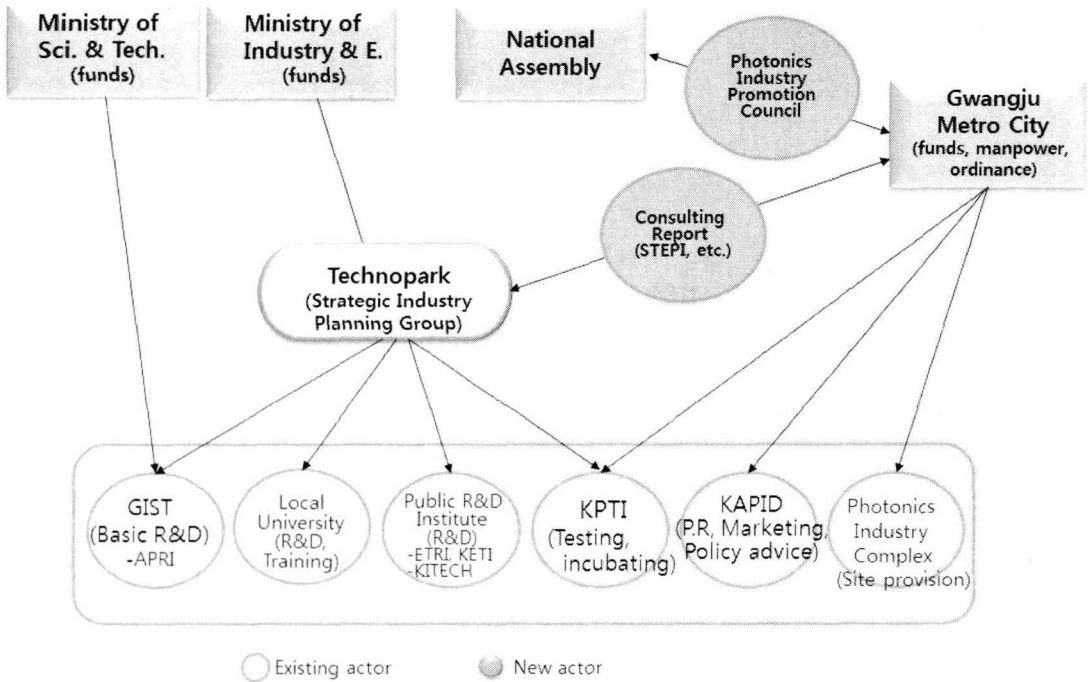 Ministry of
Sci. & Tech.
(funds)
Ministry of
Industry & E.
(funds)
National
Assembly
Photonics
Industry
Promotion
Council
Gwangju
Metro City
(funds, manpower,
ordinance)
Consulting
Report
(STEPI, etc.)
Technopark
(Strategic Industry
Planning Group)
GIST
(Basic R&D)
-APRI
Local
University
(R&D,
Training)
Public R&D
Institute
(R&D)
-ETRI, KETI
-KITECH
KPTI
(Testing,
incubating)
KAPID
(P.R, Marketing,
Policy advice)
Photonics
Industry
Complex
(Site provision)
Existing actor
New actor